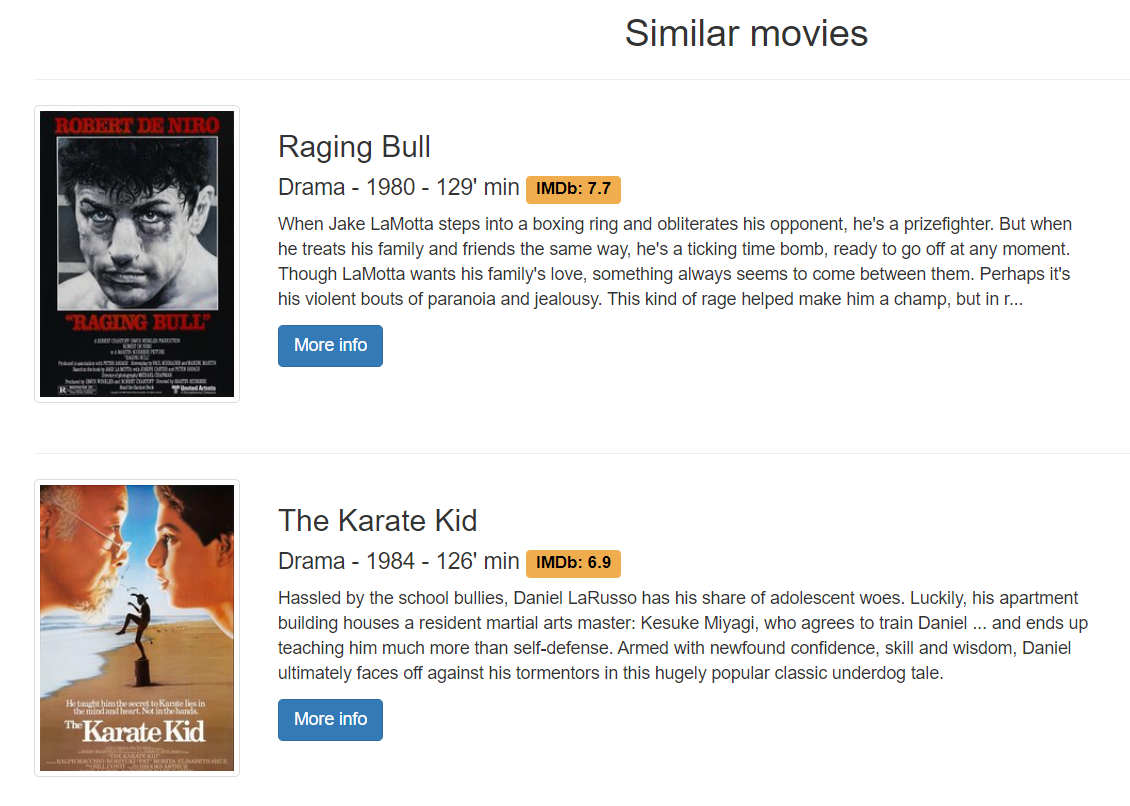 Similar movies
ROBERT DE NIRO
"RAGING BULL"
Raging Bull
Drama - 1980 - 129' min IMDb: 7.7
When Jake LaMotta steps into a boxing ring and obliterates his opponent, he's a prizefighter. But when
he treats his family and friends the same way, he's a ticking time bomb, ready to go off at any moment.
Though LaMotta wants his family's love, something always seems to come between them. Perhaps it's
his violent bouts of paranoia and jealousy. This kind of rage helped make him a champ, but in r...
More info
He taught him the secret to Karate lies in
the mind and heart. Not in the hands.
The Karate Kid
The Karate Kid
Drama - 1984 - 126' min IMDb: 6.9
Hassled by the school bullies, Daniel LaRusso has his share of adolescent woes. Luckily, his apartment
building houses a resident martial arts master: Kesuke Miyagi, who agrees to train Daniel ... and ends up
teaching him much more than self-defense. Armed with newfound confidence, skill and wisdom, Daniel
ultimately faces off against his tormentors in this hugely popular classic underdog tale.
More info